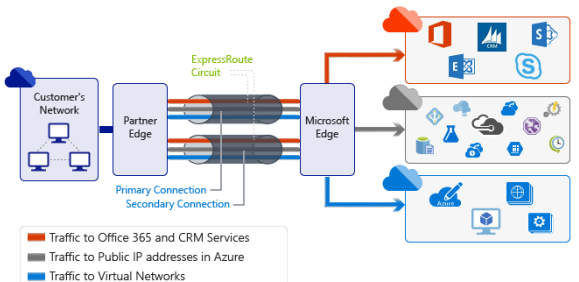 ExpressRoute
Circuit
Customer's
Network
Partner
Edge
Microsoft
Edge
Primary Connection
Secondary Connection
CRM
S
E
S
Azure
Traffic to Office 365 and CRM Services
Traffic to Public IP addresses in Azure
Traffic to Virtual Networks